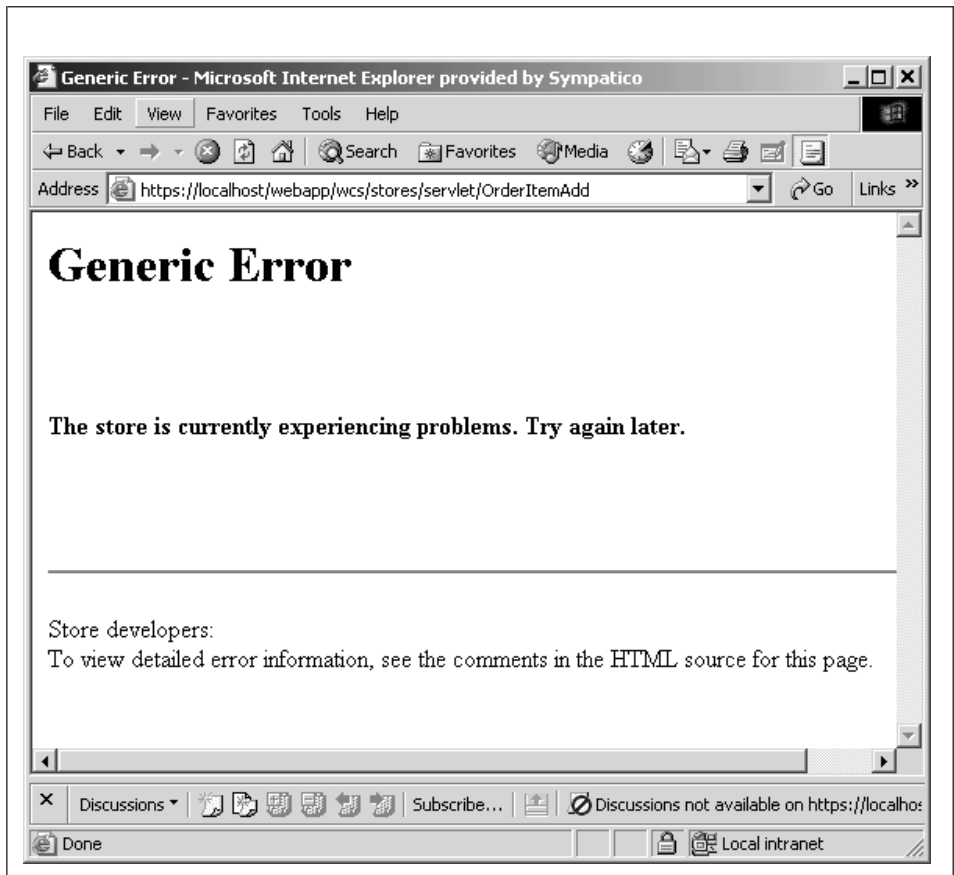 Generic Error - Microsoft Internet Explorer provided by Sympatico
File Edit View Favorites Tools Help
Back Search Favorites Media
Address https://localhost/webapp/wcs/stores/servlet/OrderItemAdd Go Links »
Generic Error
The store is currently experiencing problems. Try again later.
Store developers:
To view detailed error information, see the comments in the HTML source for this page.
Discussions Subscribe... Discussions not available on https://localhos
Done Local intranet